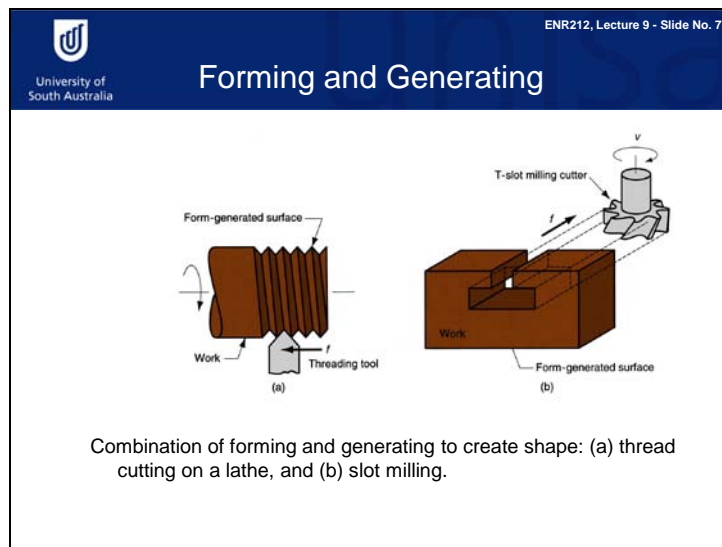 ENR212, Lecture 9 - Slide No. 7
University of
South Australia
Forming and Generating
Form-generated surface
Work
f
Threading tool
(a)
v
T-slot milling cutter
f
Work
Form-generated surface
(b)
Combination of forming and generating to create shape: (a) thread
cutting on a lathe, and (b) slot milling.